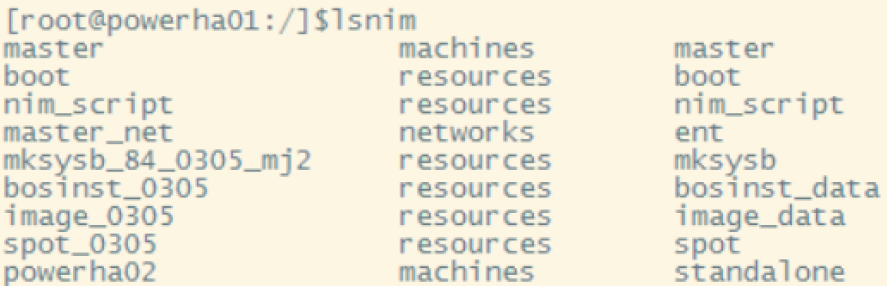 [root@powerha01:/]$lsnim
master machines master
boot resources boot
nim_script resources nim_script
master_net networks ent
mksysb_84_0305_mj2 resources mksysb
bosinst_0305 resources bosinst_data
image_0305 resources image_data
spot_0305 resources spot
powerha02 machines standalone